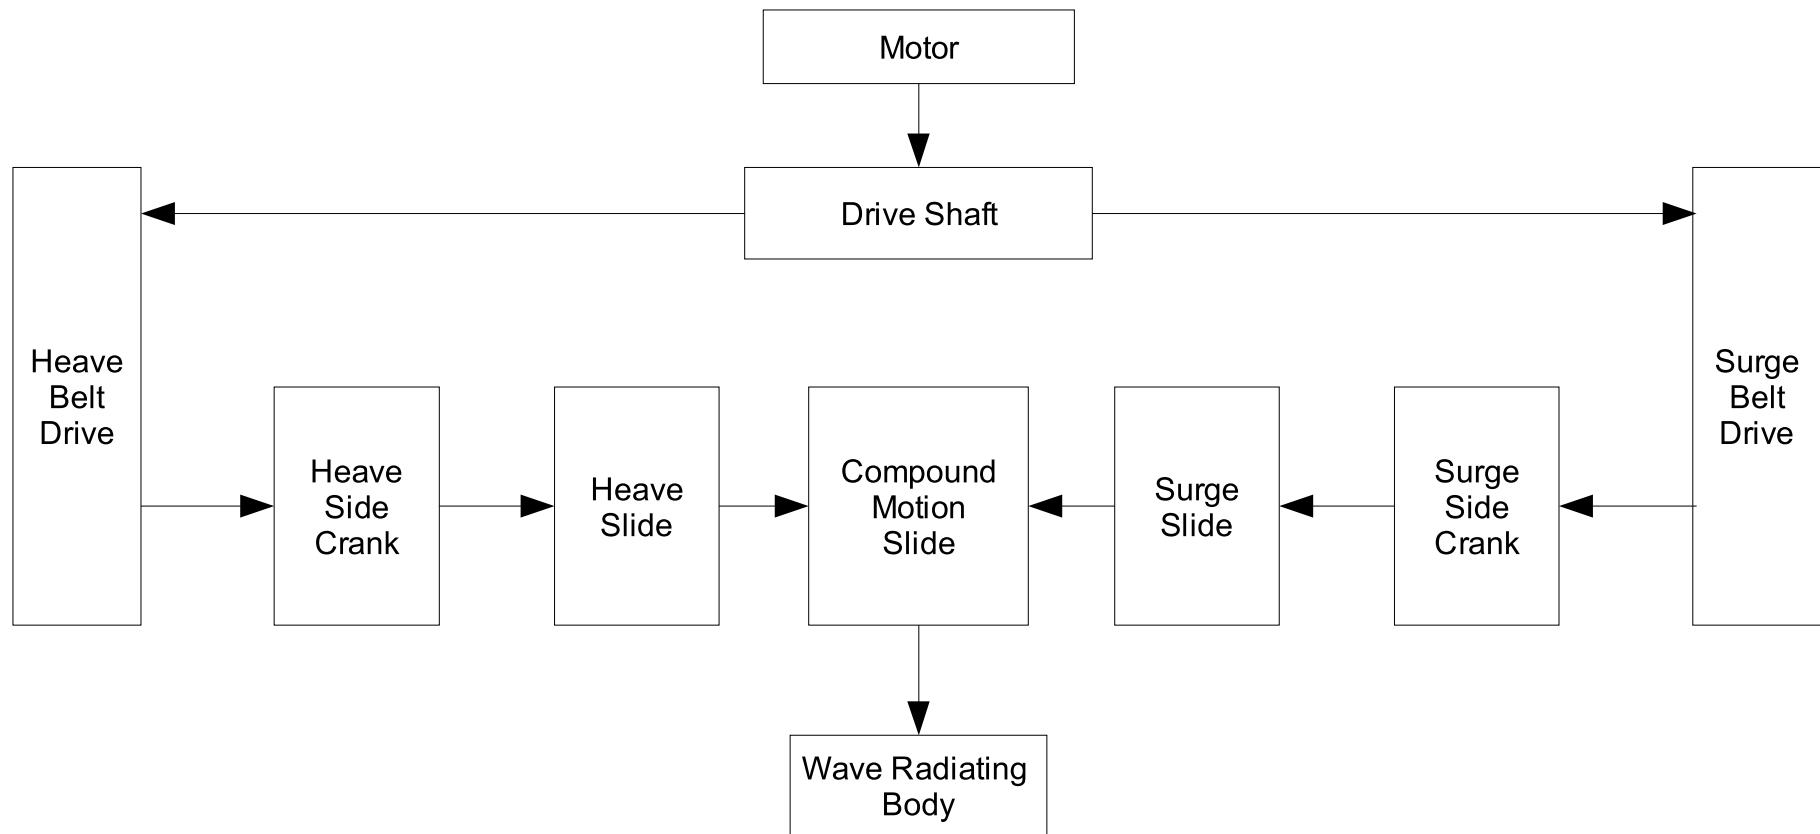 Motor
Drive Shaft
Heave
Belt
Drive
Surge
Belt
Drive
Heave
Side
Crank
Heave
Slide
Compound
Motion
Slide
Surge
Slide
Surge
Side
Crank
Wave Radiating
Body